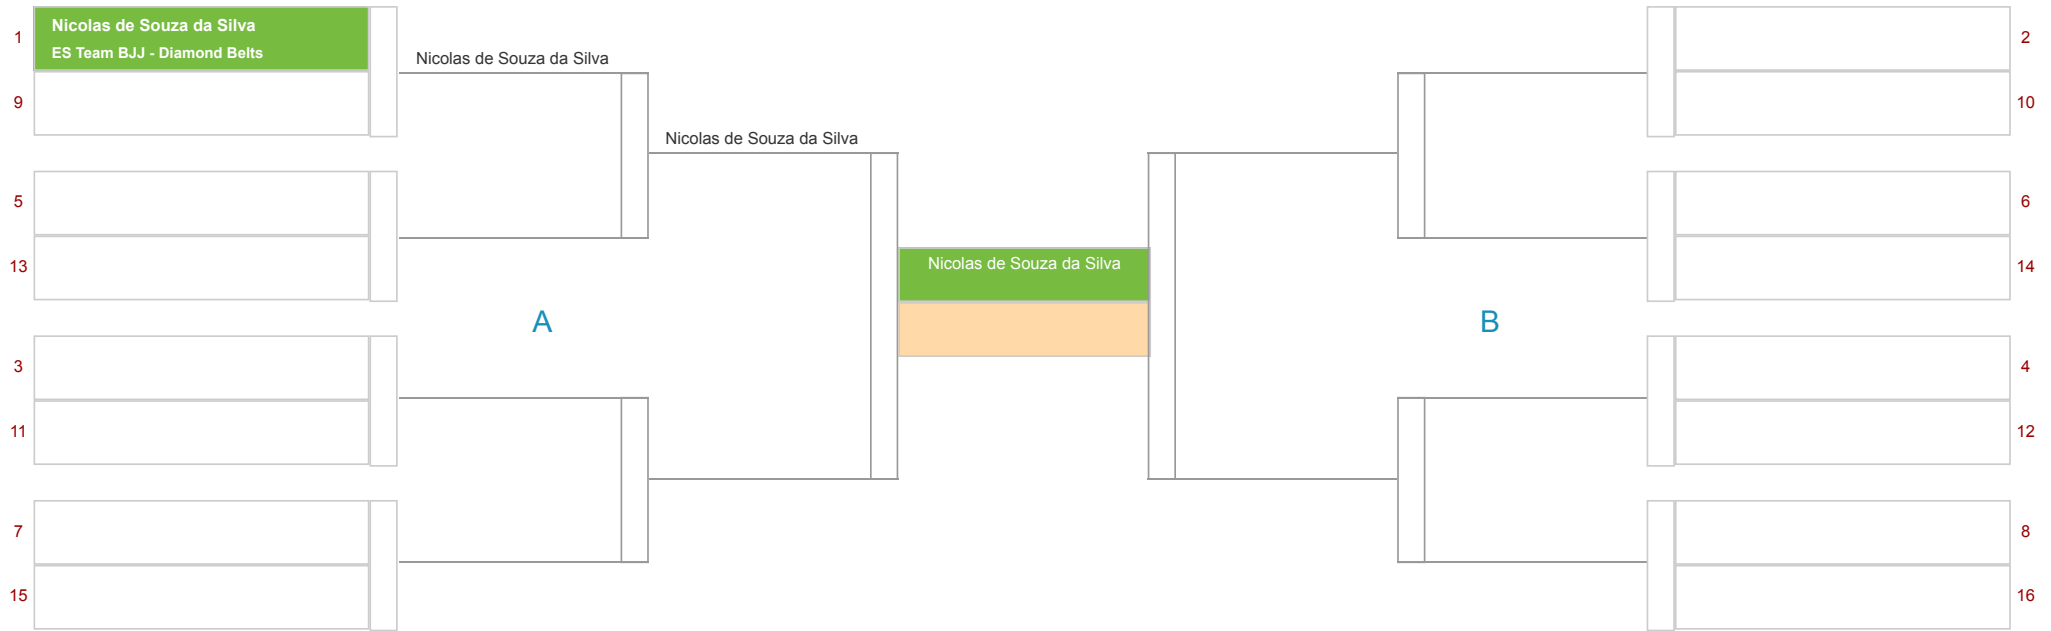 1
Nicolas de Souza da Silva
ES Team BJJ - Diamond Belts
9
5
13
3
11
7
15
Nicolas de Souza da Silva
Nicolas de Souza da Silva
A
Nicolas de Souza da Silva
B
2
10
6
14
4
12
8
16